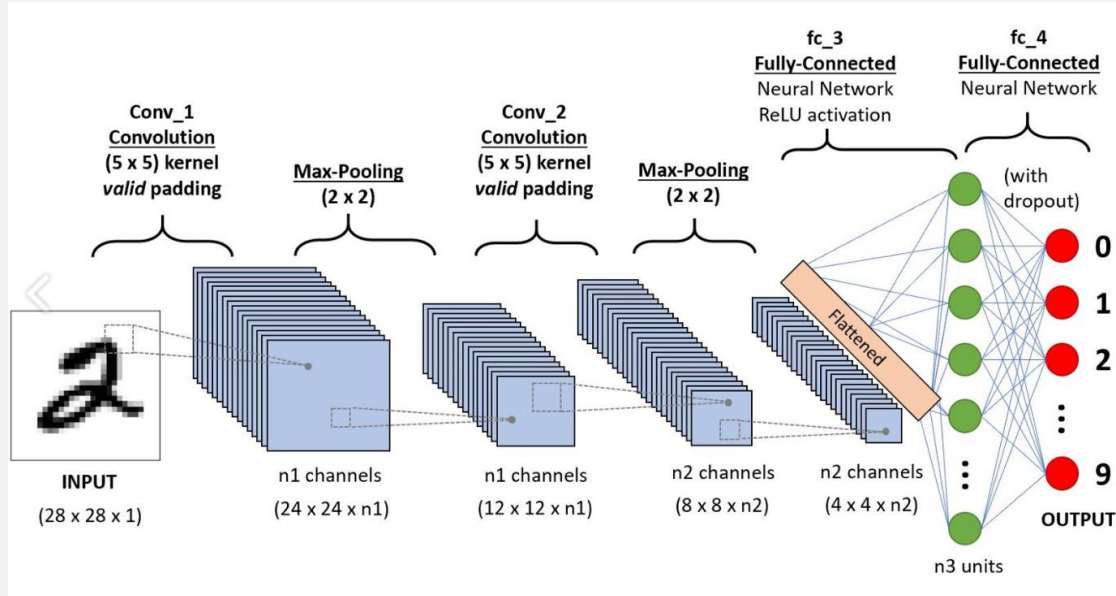 Conv_1
Convolution
(5 x 5) kernel
valid padding
Max-Pooling
(2 x 2)
Conv_2
Convolution
(5 x 5) kernel
valid padding
Max-Pooling
(2 x 2)
fc_3
Fully-Connected
Neural Network
ReLU activation
fc_4
Fully-Connected
Neural Network
(with
dropout)
INPUT
(28 x 28 x 1)
n1 channels
(24 x 24 x n1)
n1 channels
(12 x 12 x n1)
n2 channels
(8 x 8 x n2)
n2 channels
(4 x 4 x n2)
Flattened
n3 units
0
1
2
9
OUTPUT
2